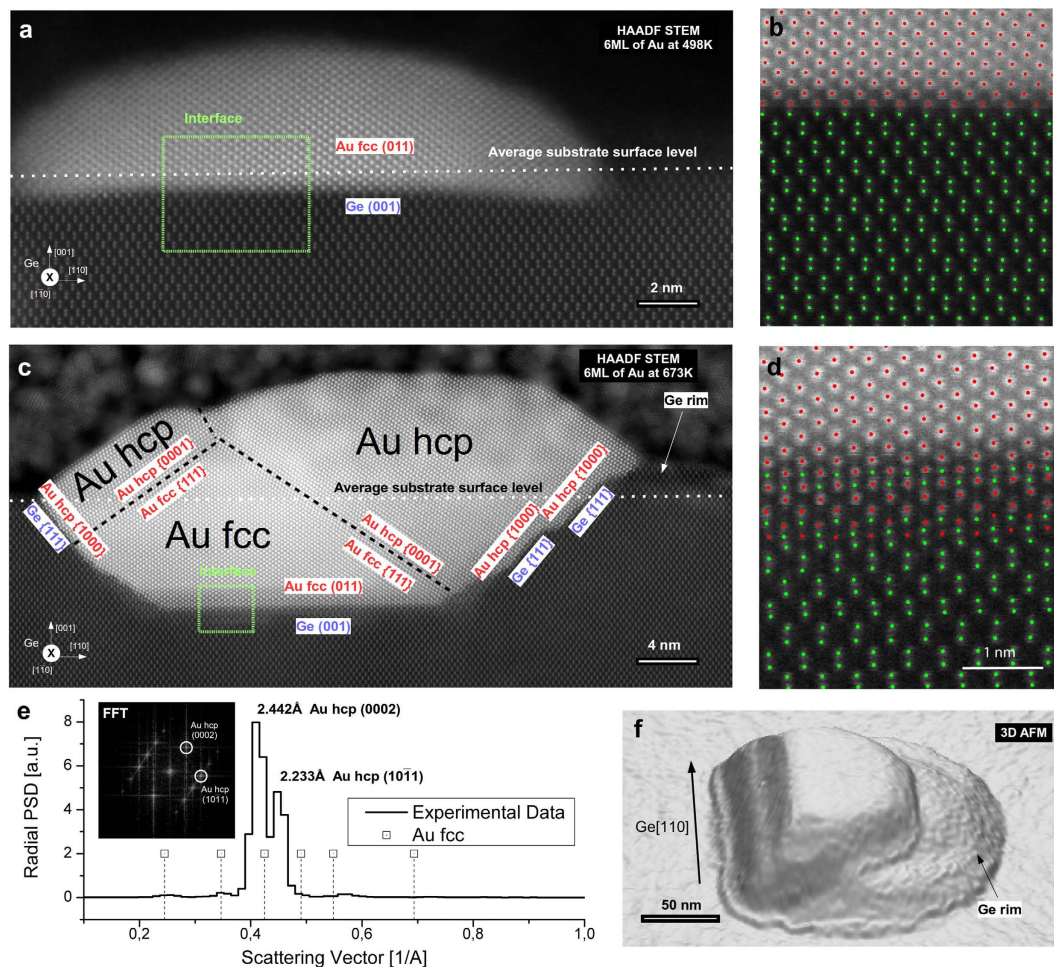 a
HAADF STEM
6ML of Au at 498K
Interface
Au fcc (011)
Average substrate surface level
Ge (001)
Ge
[001]
[110]
X
[110]
2 nm
b
c
HAADF STEM
6ML of Au at 673K
Ge rim
Au hcp
Au hcp
Au hcp {0001}
Au fcc {111}
Average substrate surface level
Au hcp {1000}
Ge {111}
Au hcp {1000}
Au hcp {1000}
Ge {111}
Ge {111}
Au fcc
Au hcp {0001}
Au fcc {111}
Interface
Au fcc (011)
Ge (001)
Ge
[001]
[110]
X
[110]
4 nm
d
1 nm
e
FFT
Au hcp
(0002)
Au hcp
(1011)
2.442Å Au hcp (0002)
2.233Å Au hcp (101̄1)
Experimental Data
Au fcc
Radial PSD [a.u.]
8
6
4
2
0
0,2
0,4
0,6
0,8
1,0
Scattering Vector [1/A]
f
3D AFM
Ge[110]
50 nm
Ge rim